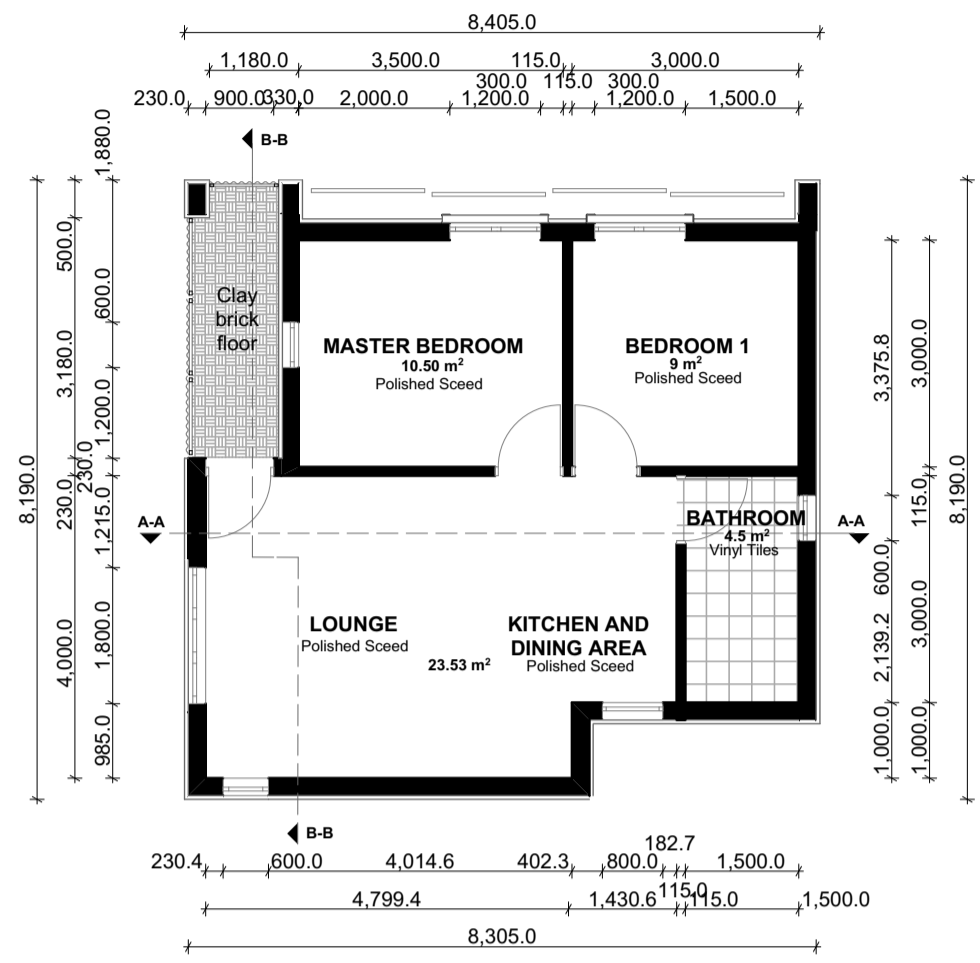 8,405.0
1,180.0 3,500.0 115.0 3,000.0
300.0 115.0 300.0
230.0 900.0 330.0 2,000.0 1,200.0 1,200.0 1,500.0
B-B
1,880.0
500.0
600.0
3,180.0
1,200.0
230.0
230.0
8,190.0
1,215.0
4,000.0
1,800.0
985.0
Clay
brick
floor
MASTER BEDROOM
10.50 m²
Polished Sceed
BEDROOM 1
9 m²
Polished Sceed
A-A
BATHROOM
4.5 m²
Vinyl Tiles
A-A
LOUNGE
Polished Sceed
23.53 m²
KITCHEN AND
DINING AREA
Polished Sceed
3,375.8
3,000.0
115.0
8,190.0
600.0
3,000.0
2,139.2
1,000.0
1,000.0
B-B
182.7
230.4 600.0 4,014.6 402.3 800.0 1,500.0
115.0
4,799.4 1,430.6 115.0 1,500.0
8,305.0